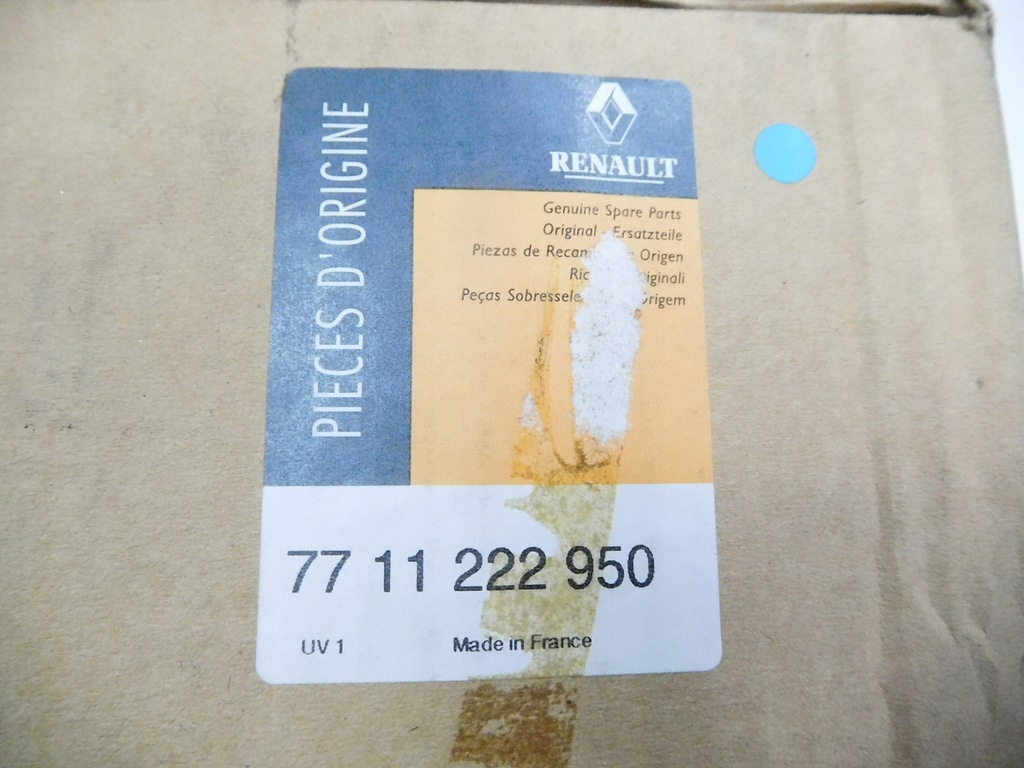 PIECES D'ORIGINE
RENAULT
Genuine Spare Parts
Original Ersatzteile
Piezas de Origen
Peças
77 11 222 950
UV 1
Made in France